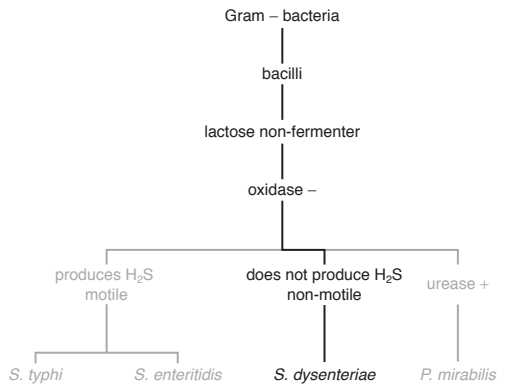 Gram – bacteria
bacilli
lactose non-fermenter
oxidase –
produces H₂S
motile
does not produce H₂S
non-motile
urease +
S. typhi
S. enteritidis
S. dysenteriae
P. mirabilis